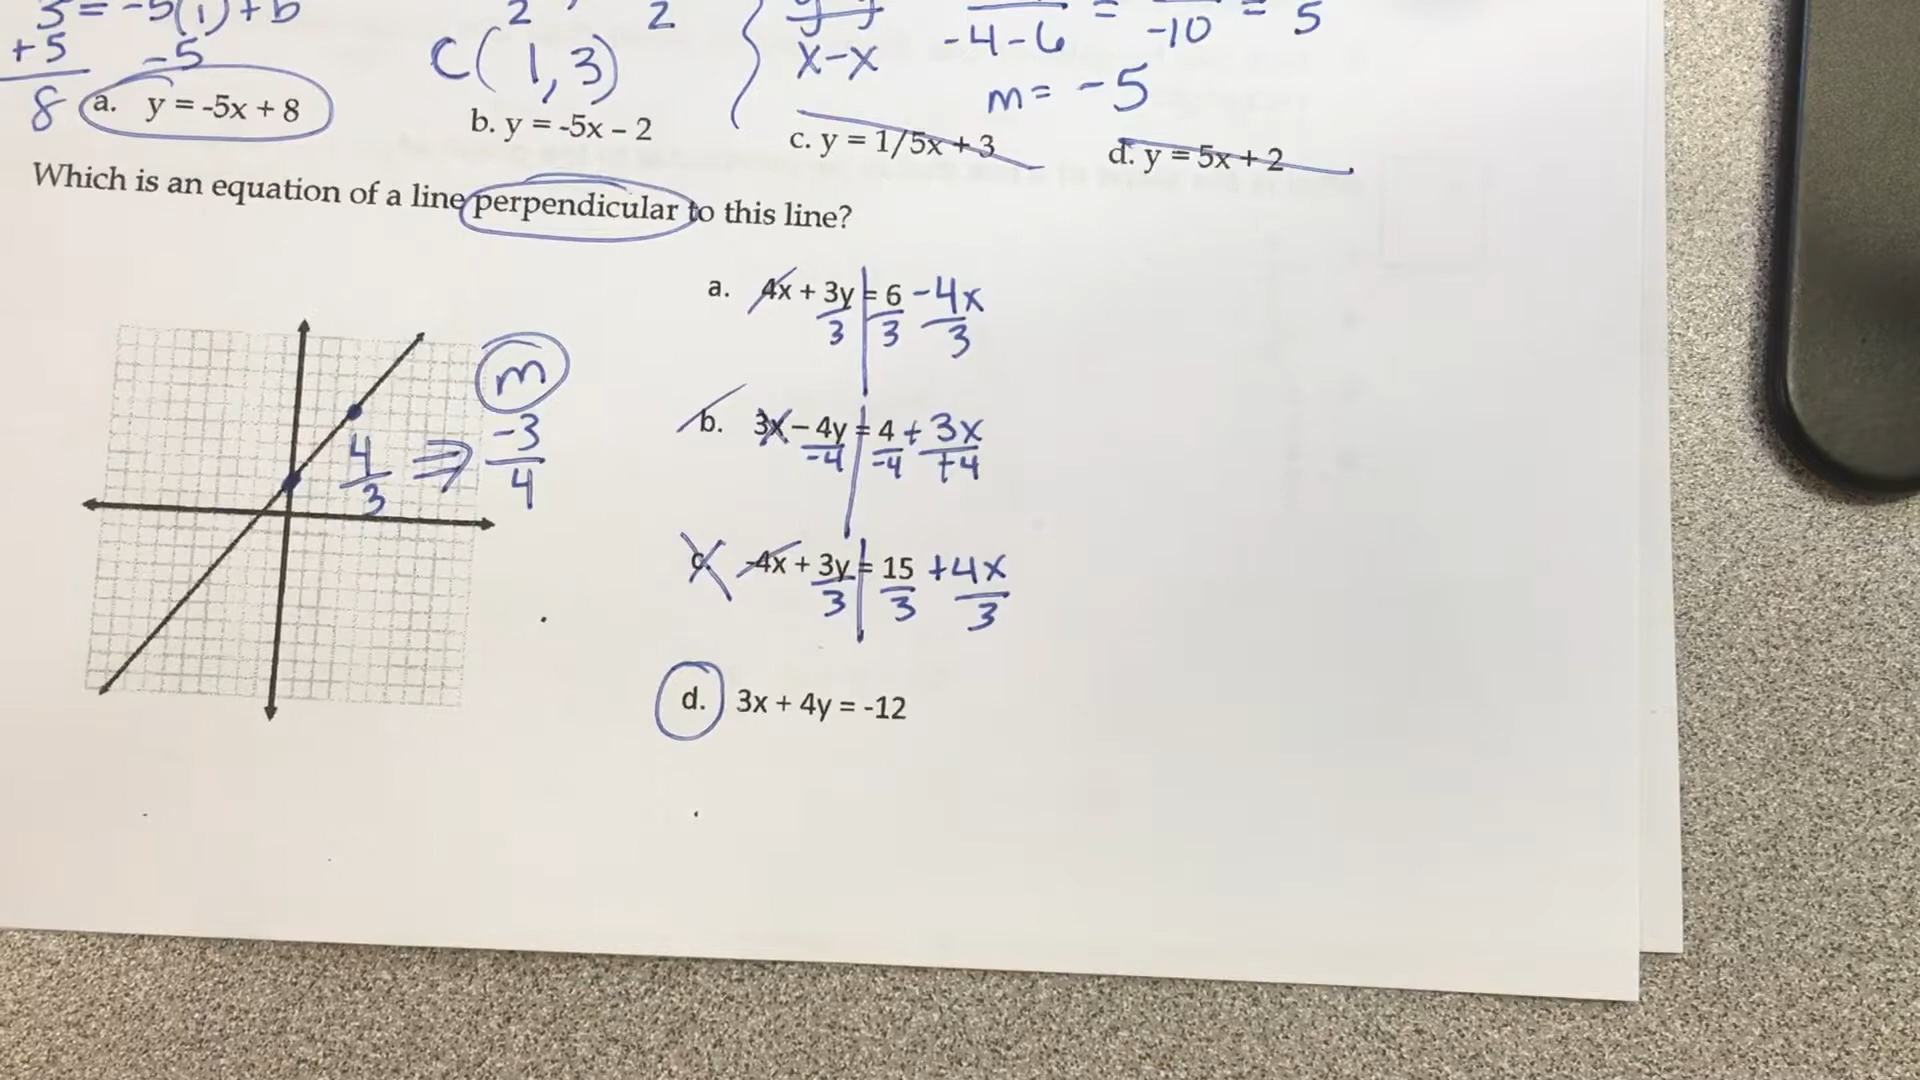 3 = -5(1) + b
+5 -5
8
2 , 2
C(1,3)
y-y
x-x
-4-6 = -10 = 5
m = -5
a. y = -5x + 8
b. y = -5x – 2
c. y = 1/5x + 3
d. y = 5x + 2
Which is an equation of a line perpendicular to this line?
m
4/3 ⇒ -3/4
a. 4x + 3y = 6 - 4x
3 3 3
b. 3x – 4y = 4 + 3x
-4 -4 +4
c. -4x + 3y = 15 + 4x
3 3 3
d. 3x + 4y = -12